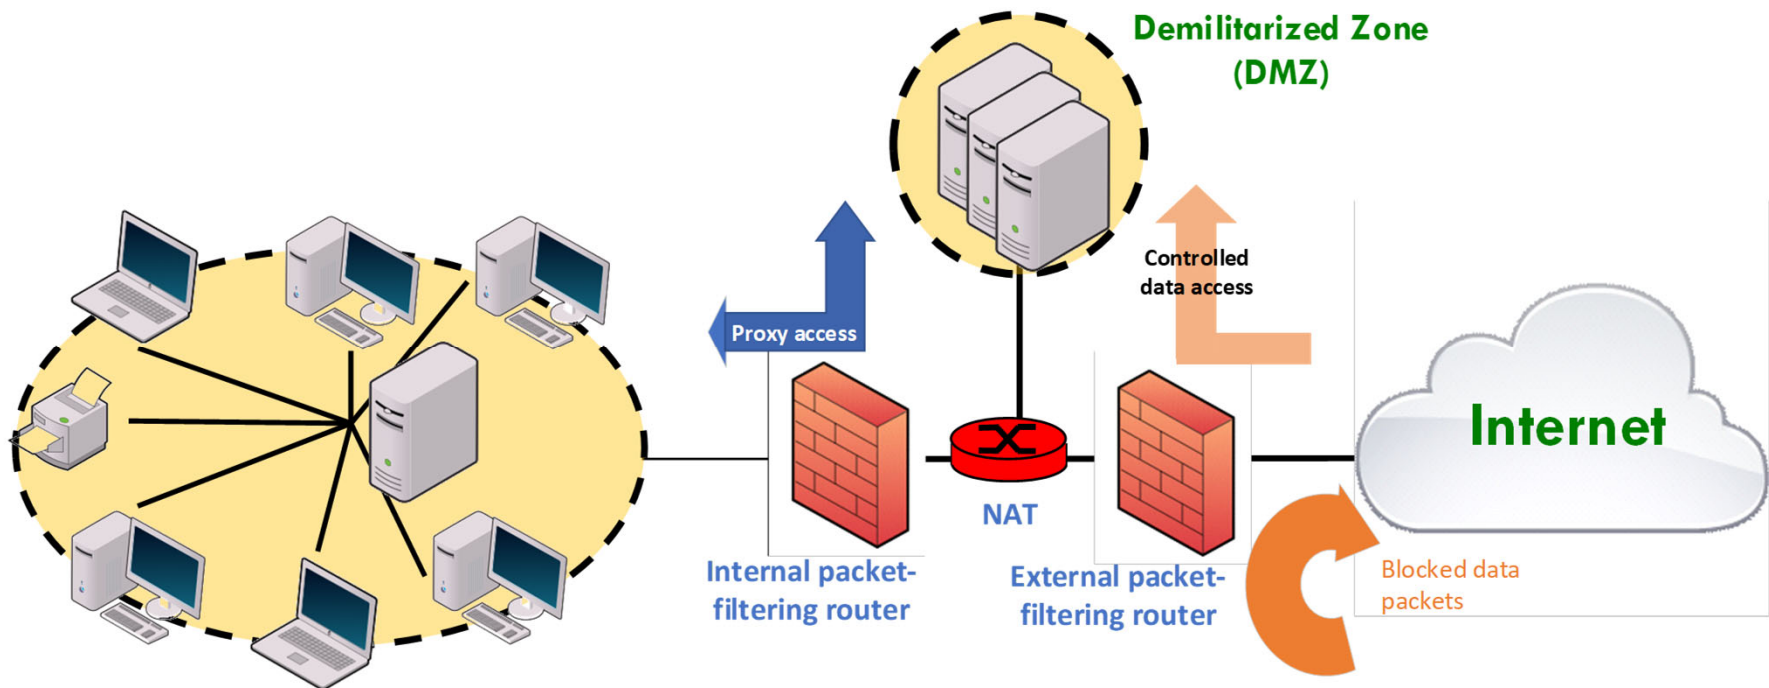 Demilitarized Zone
(DMZ)
Controlled
data access
Proxy access
Internet
NAT
Internal packet-
filtering router
External packet-
filtering router
Blocked data
packets